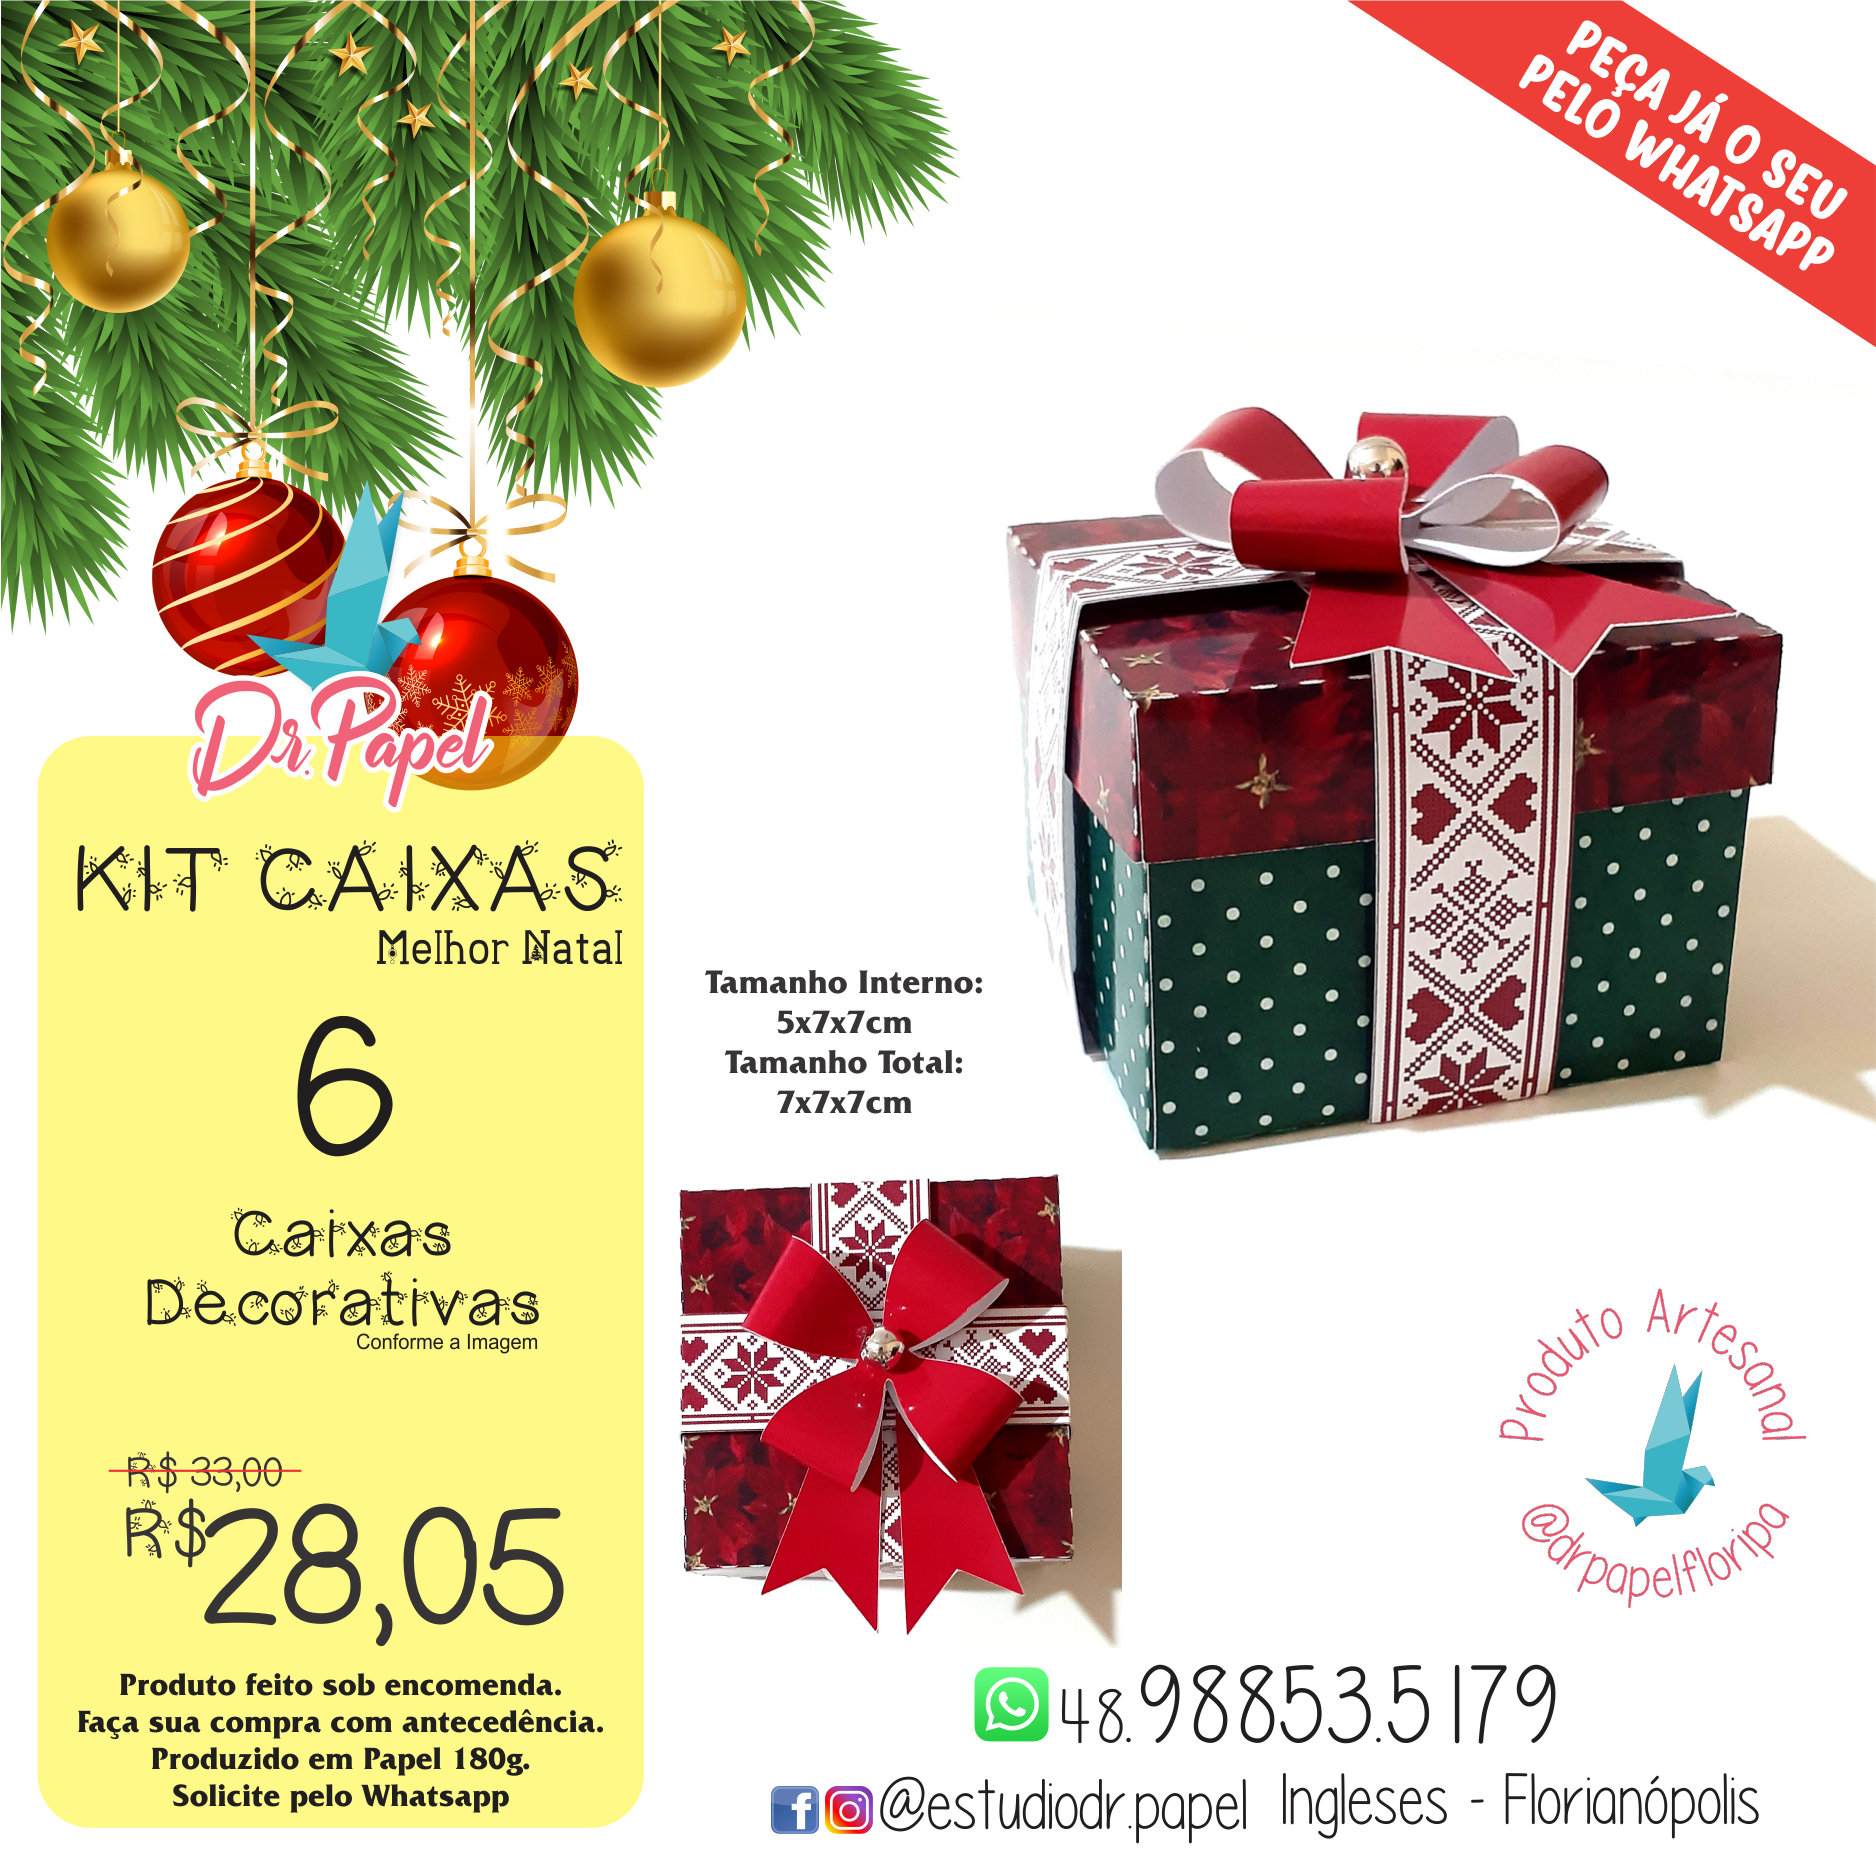 PEÇA JÁ O SEU
PELO WHATSAPP
Dr. Papel
KIT CAIXAS
Melhor Natal
6
Caixas
Decorativas
Conforme a Imagem
R$ 33,00
R$28,05
Produto feito sob encomenda.
Faça sua compra com antecedência.
Produzido em Papel 180g.
Solicite pelo Whatsapp
Tamanho Interno:
5x7x7cm
Tamanho Total:
7x7x7cm
Produto Artesanal
@drpapelfloripa
48.98853.5179
@estudiodr.papel Ingleses - Florianópolis